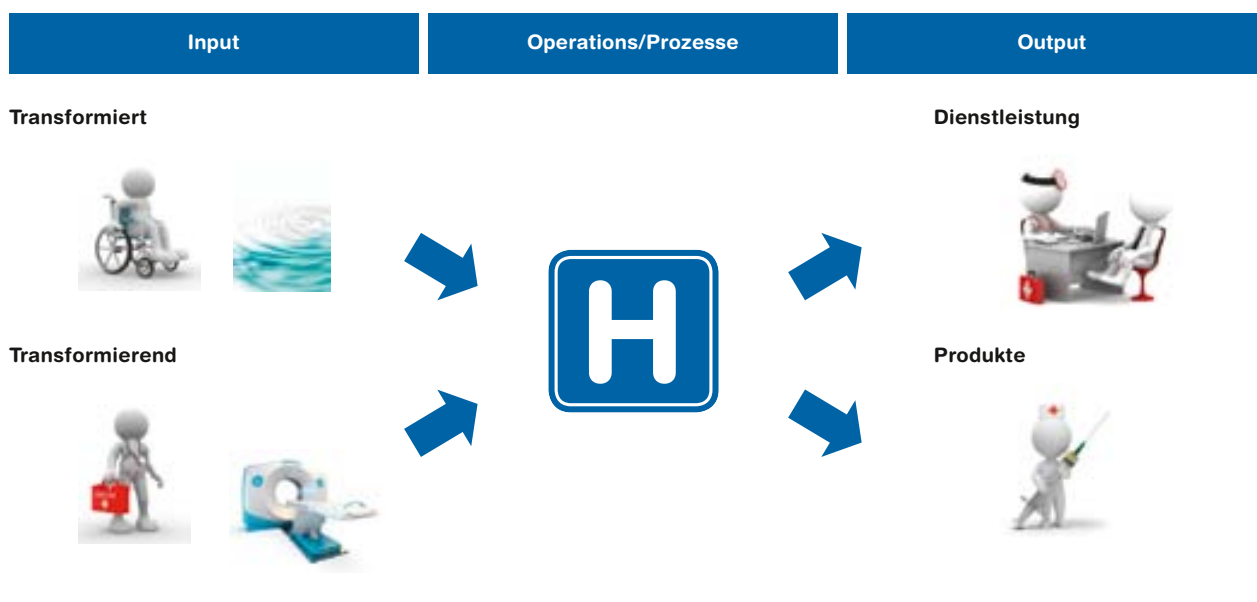 Input
Operations/Prozesse
Output
Transformiert
Dienstleistung
H
Transformierend
Produkte